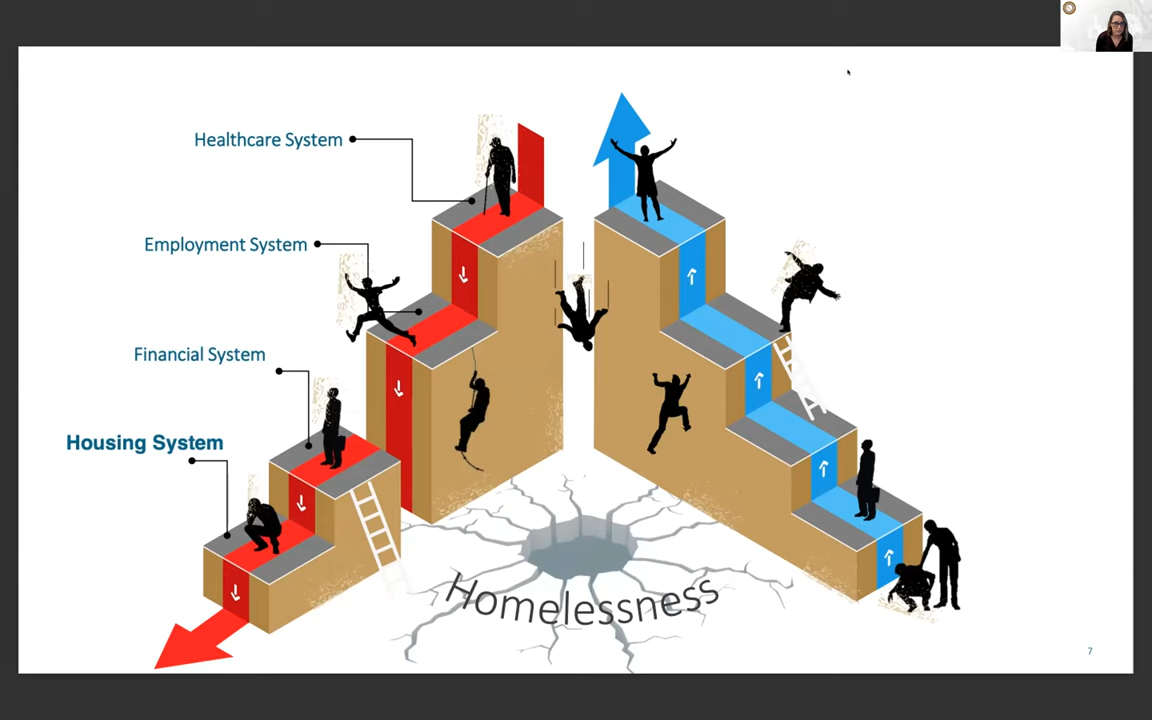 Healthcare System
Employment System
Financial System
Housing System
Homelessness
7